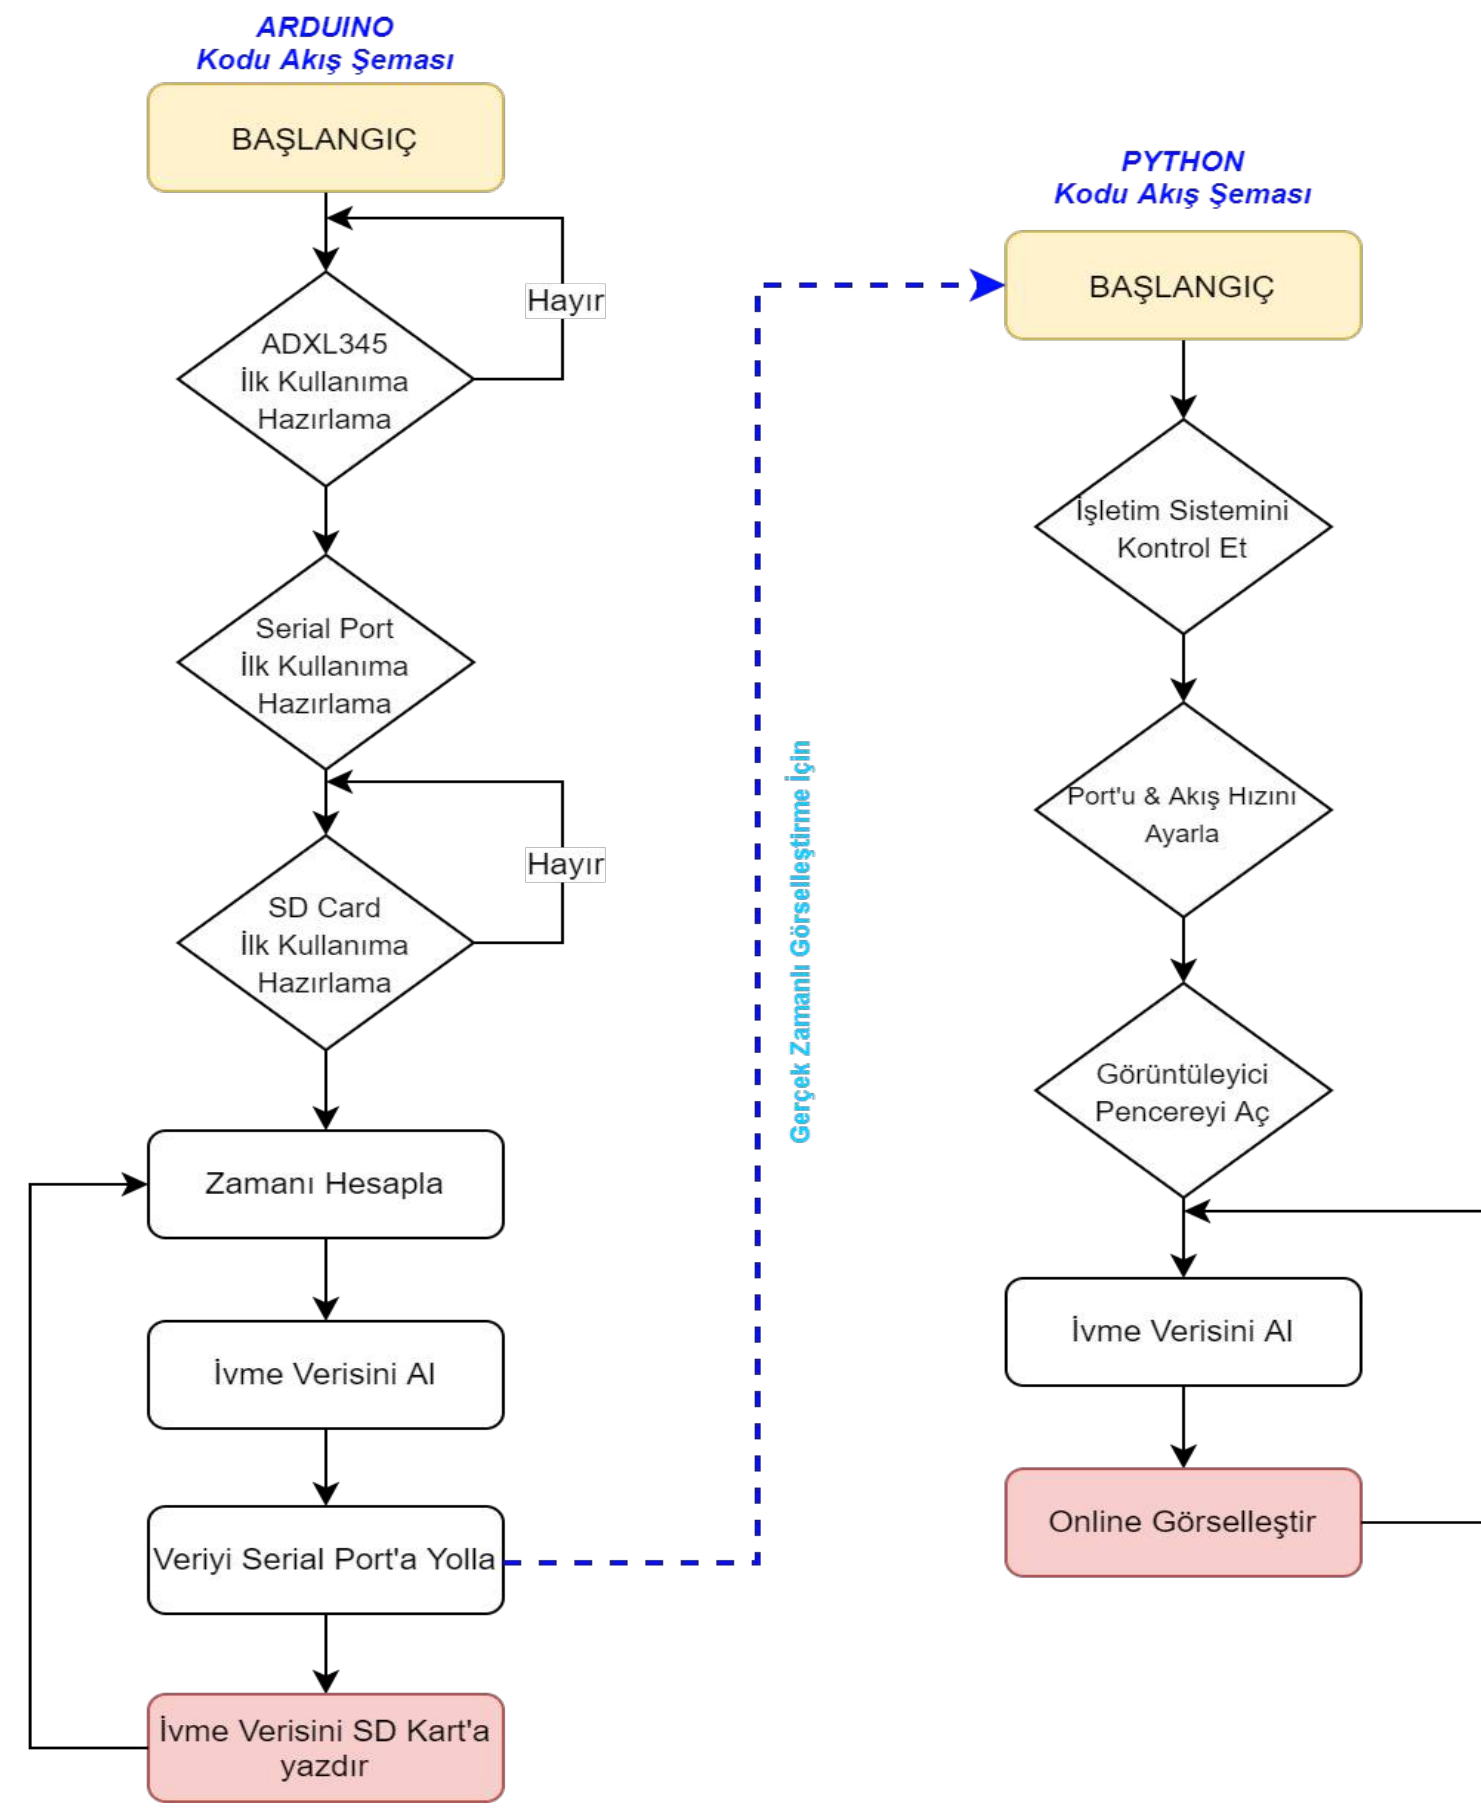 ARDUINO
Kodu Akış Şeması
BAŞLANGIÇ
Hayır
ADXL345
İlk Kullanıma
Hazırlama
Serial Port
İlk Kullanıma
Hazırlama
Hayır
SD Card
İlk Kullanıma
Hazırlama
Zamanı Hesapla
İvme Verisini Al
Veriyi Serial Port'a Yolla
İvme Verisini SD Kart'a
yazdır
Gerçek Zamanlı Görselleştirme İçin
PYTHON
Kodu Akış Şeması
BAŞLANGIÇ
İşletim Sistemini
Kontrol Et
Port'u & Akış Hızını
Ayarla
Görüntüleyici
Pencereyi Aç
İvme Verisini Al
Online Görselleştir